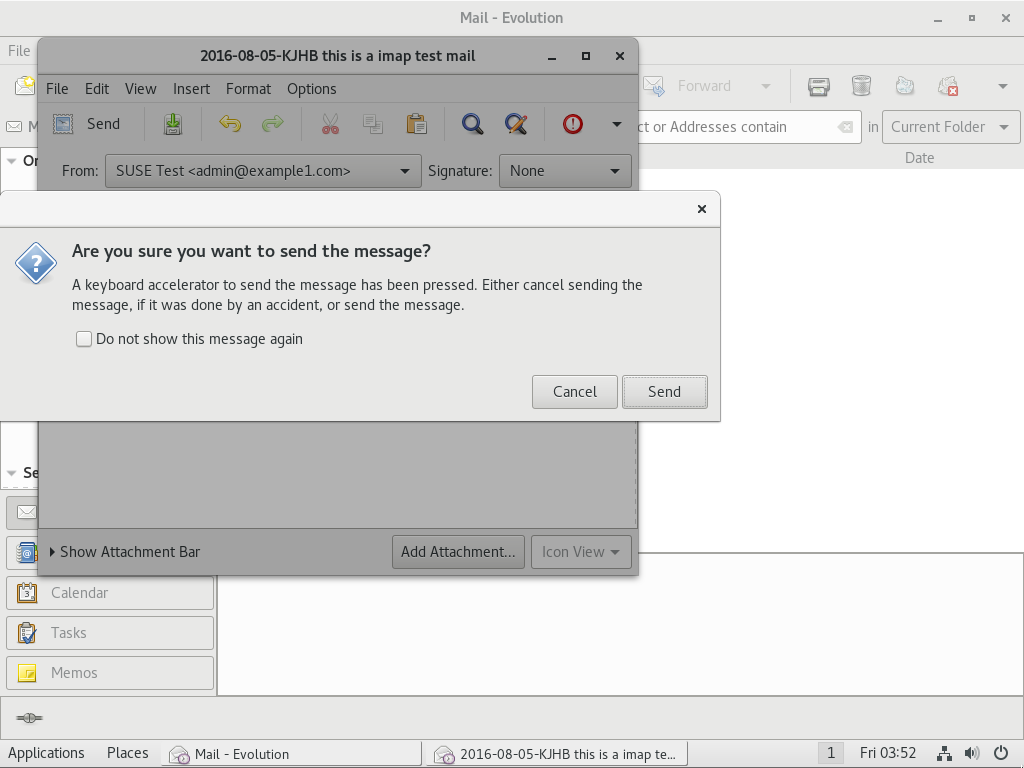 Mail - Evolution
File
2016-08-05-KJHB this is a imap test mail
File Edit View Insert Format Options
Send
Forward
ct or Addresses contain
in
Current Folder
From: SUSE Test <admin@example1.com> Signature: None
Date
Are you sure you want to send the message?
A keyboard accelerator to send the message has been pressed. Either cancel sending the
message, if it was done by an accident, or send the message.
Do not show this message again
Cancel Send
Show Attachment Bar Add Attachment... Icon View
Calendar
Tasks
Memos
Applications Places Mail - Evolution 2016-08-05-KJHB this is a imap te... 1 Fri 03:52